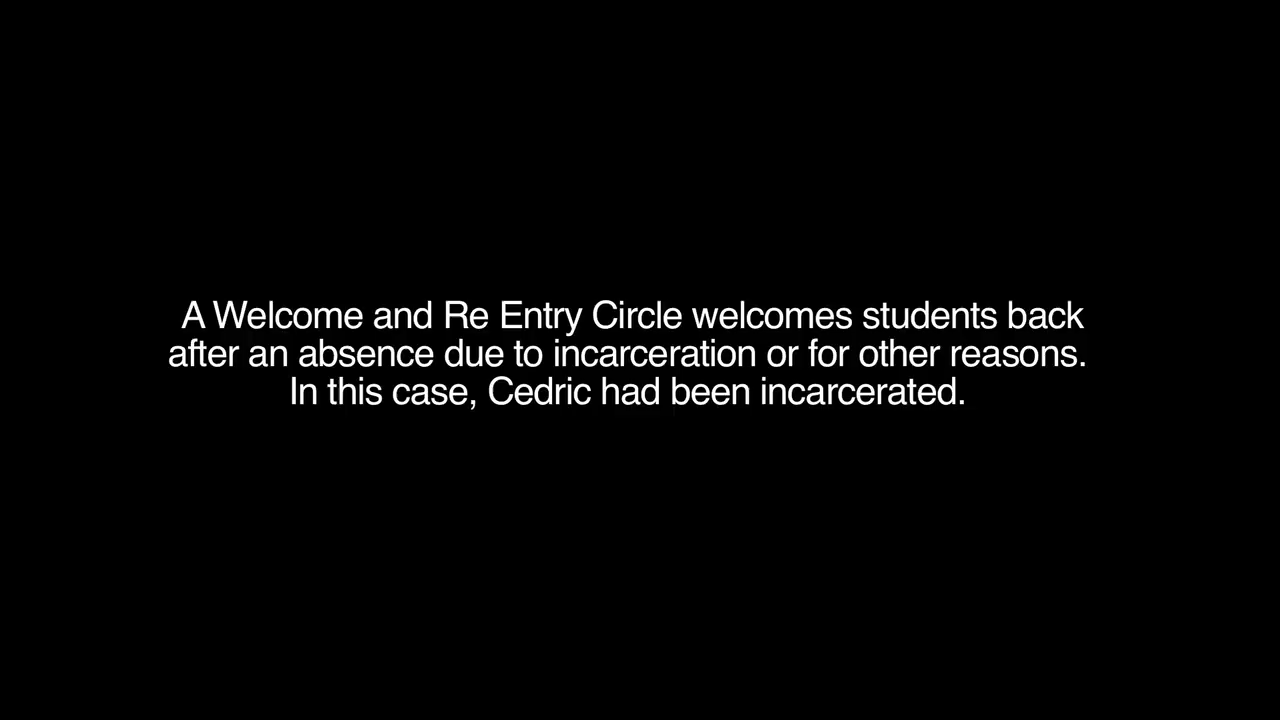 A Welcome and Re Entry Circle welcomes students back
after an absence due to incarceration or for other reasons.
In this case, Cedric had been incarcerated.